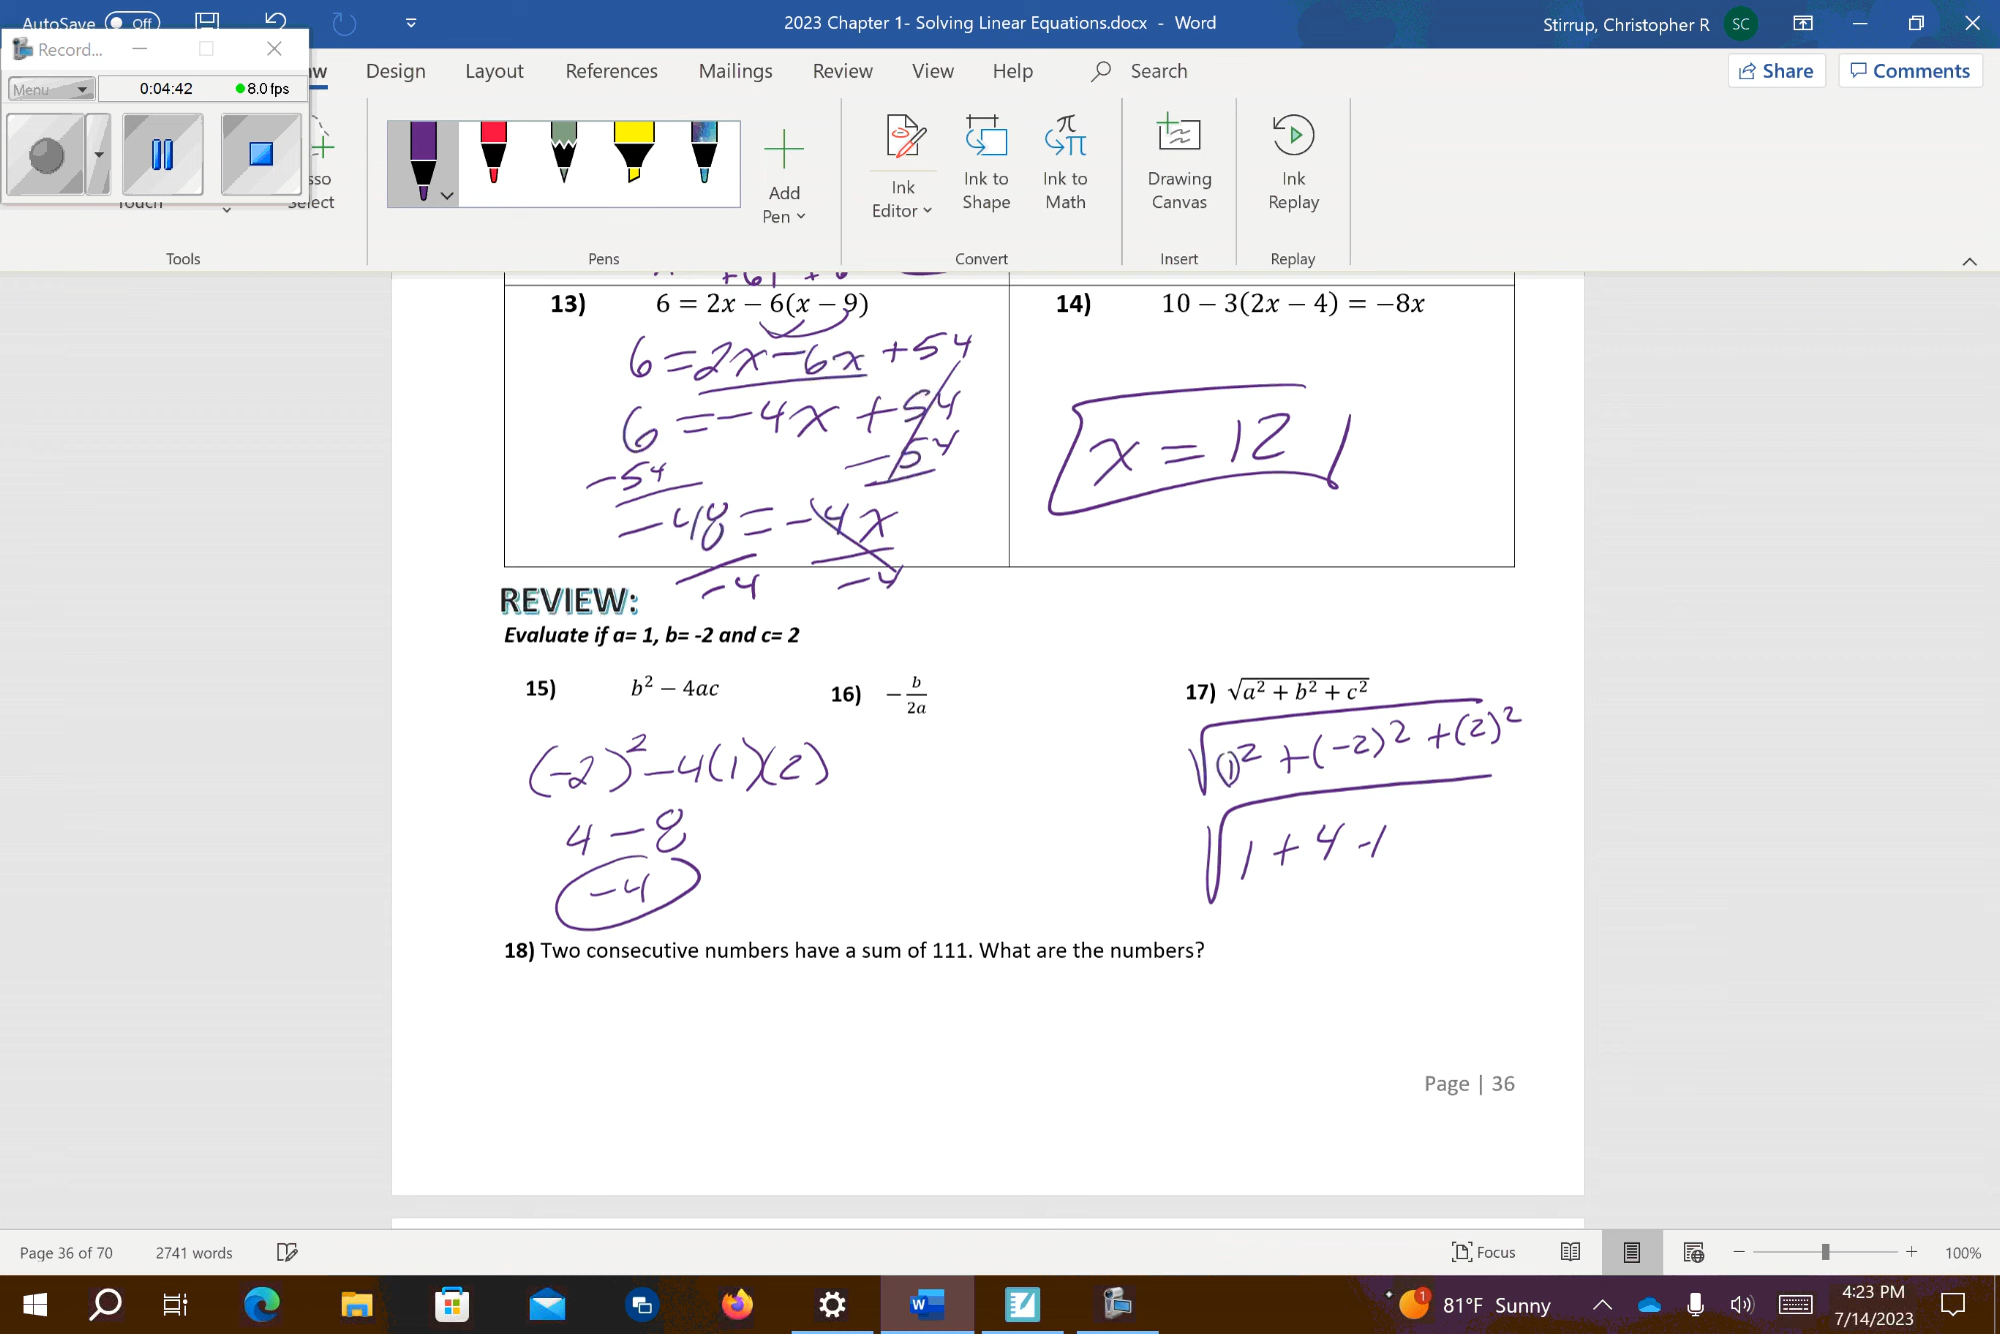 AutoSave Off
2023 Chapter 1- Solving Linear Equations.docx - Word
Stirrup, Christopher R SC
Record...
Menu 0:04:42 8.0 fps
Design Layout References Mailings Review View Help Search
Share Comments
Touch
Select
Add Pen
Ink Editor
Ink to Shape
Ink to Math
Drawing Canvas
Ink Replay
Tools Pens Convert Insert Replay
13) 6 = 2x − 6(x − 9)
6 = 2x − 6x + 54
6 = −4x + 54
−54 −54
−48 = −4x
−4 −4
14) 10 − 3(2x − 4) = −8x
x = 12
REVIEW:
Evaluate if a= 1, b= -2 and c= 2
15) b² − 4ac
(-2)² − 4(1)(2)
4 − 8
−4
16) − b/2a
17) √a² + b² + c²
√(1)² + (-2)² + (2)²
√1 + 4 +
18) Two consecutive numbers have a sum of 111. What are the numbers?
Page | 36
Page 36 of 70 2741 words
Focus 100%
1 81°F Sunny
4:23 PM
7/14/2023